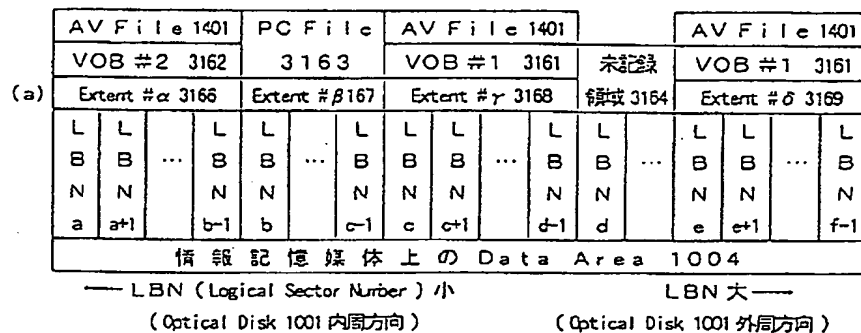 AV File 1401 PC File AV File 1401 AV File 1401
VOB #2 3162 3163 VOB #1 3161 未記録 VOB #1 3161
(a) Extent #α 3166 Extent #β167 Extent #γ 3168 領域 3164 Extent #δ 3169
L L L L L L L L L L L L
B B … B B … B B B … B B … B B … B
N N N N N N N N N N N N
a a+1 b-1 b c-1 c c+1 d-1 d e e+1 f-1
情報記憶媒体上のData Area 1004
←― LBN (Logical Sector Number) 小 LBN 大 ―→
(Optical Disk 1001 内周方向) (Optical Disk 1001 外周方向)